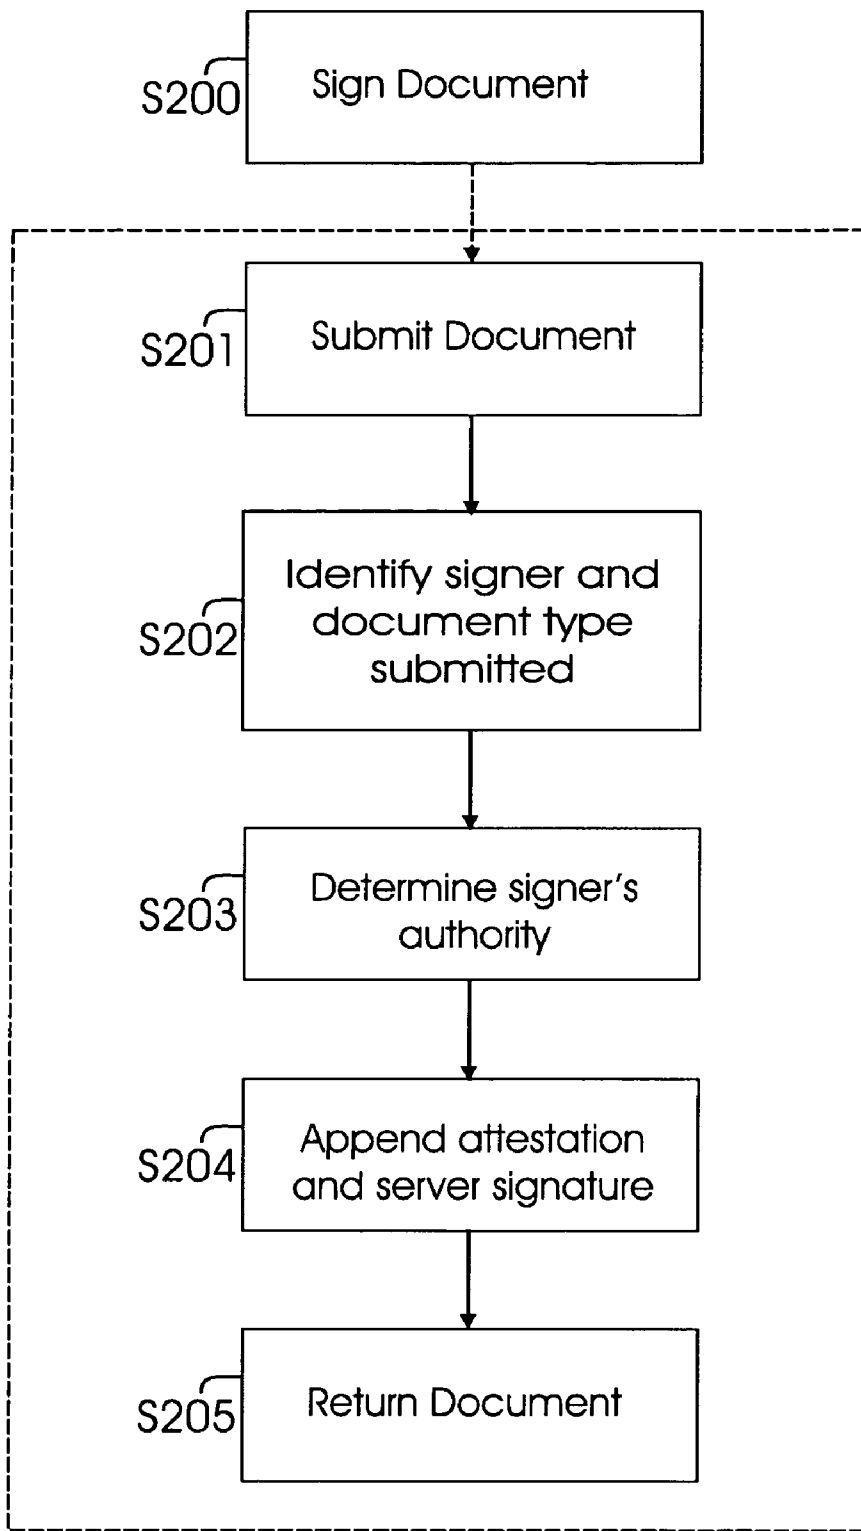 S200
Sign Document
S201
Submit Document
S202
Identify signer and
document type
submitted
S203
Determine signer's
authority
S204
Append attestation
and server signature
S205
Return Document